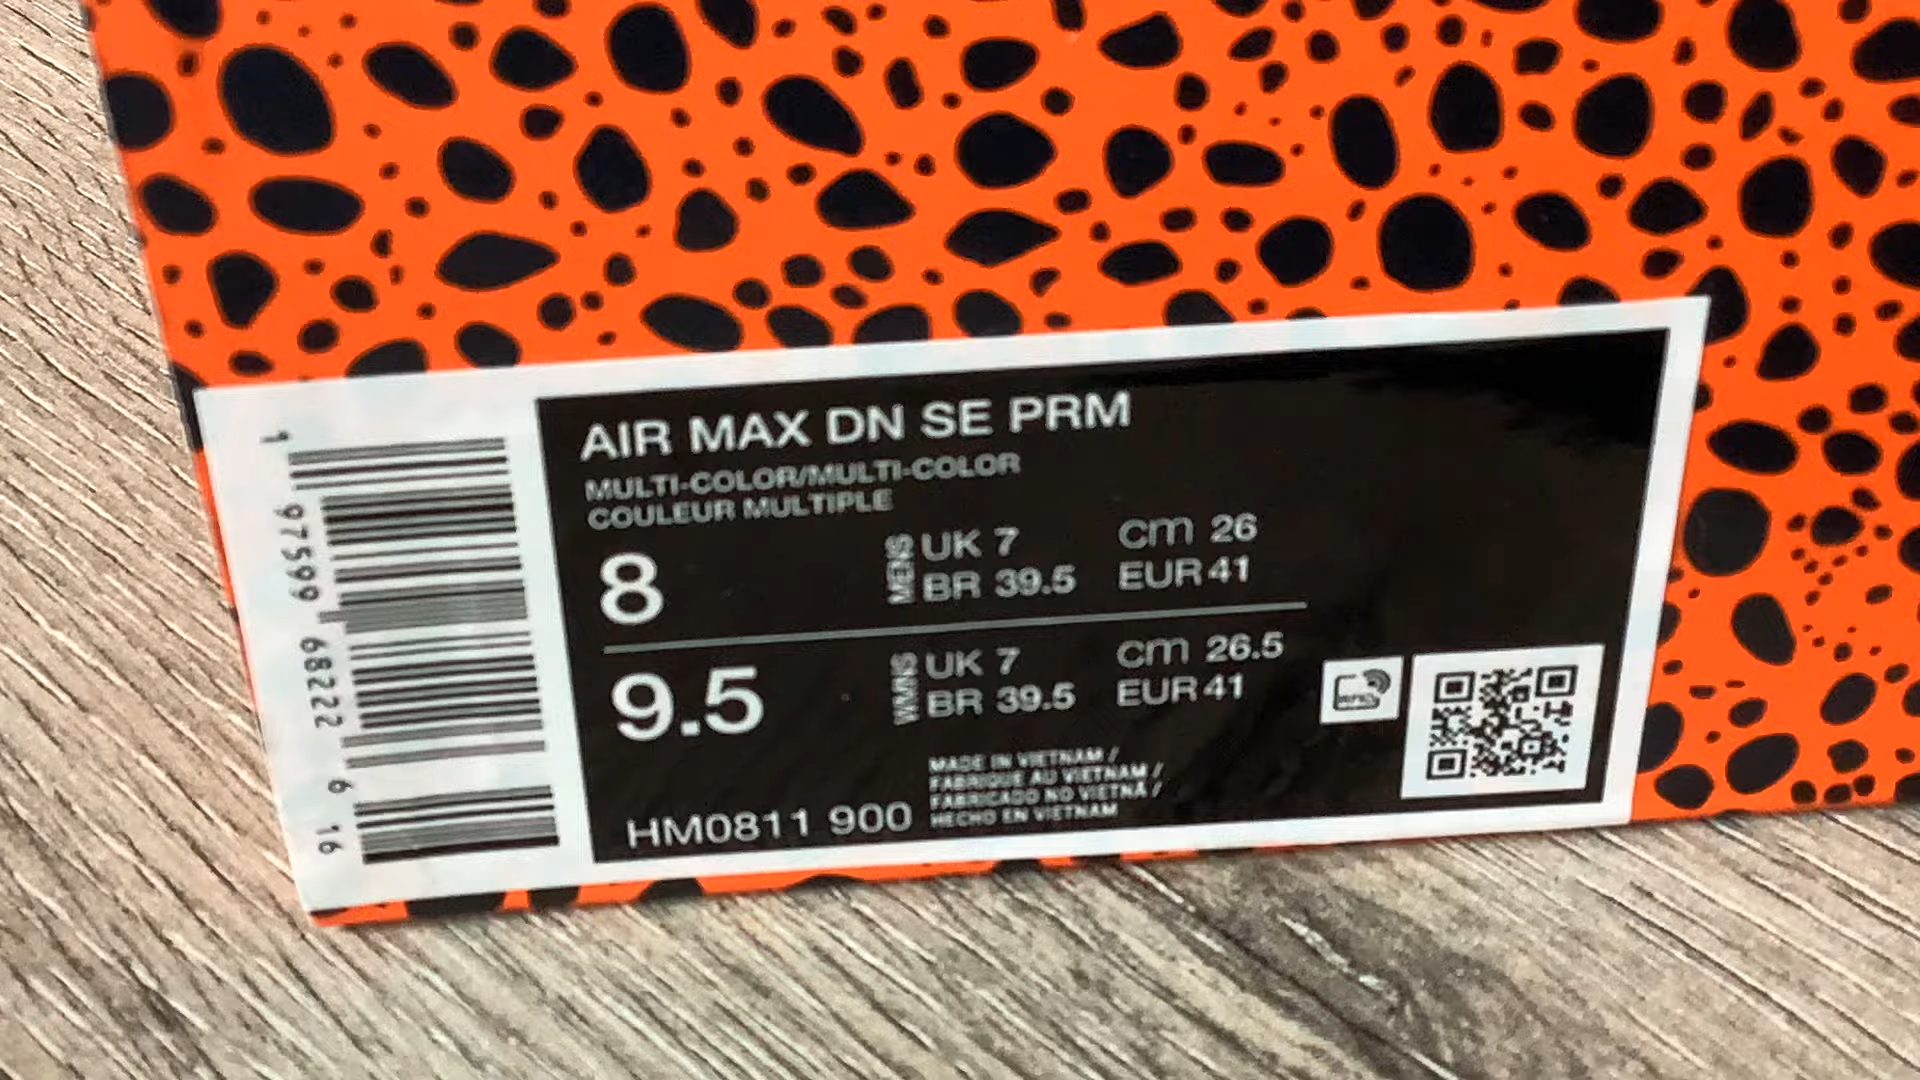 AIR MAX DN SE PRM
MULTI-COLOR/MULTI-COLOR
COULEUR MULTIPLE
8
MENS
UK 7 cm 26
BR 39.5 EUR 41
9.5
WMNS
UK 7 cm 26.5
BR 39.5 EUR 41
MADE IN VIETNAM /
FABRIQUE AU VIETNAM /
FABRICADO NO VIETNÃ /
HECHO EN VIETNAM
HM0811 900
1 97599 68222 6 16